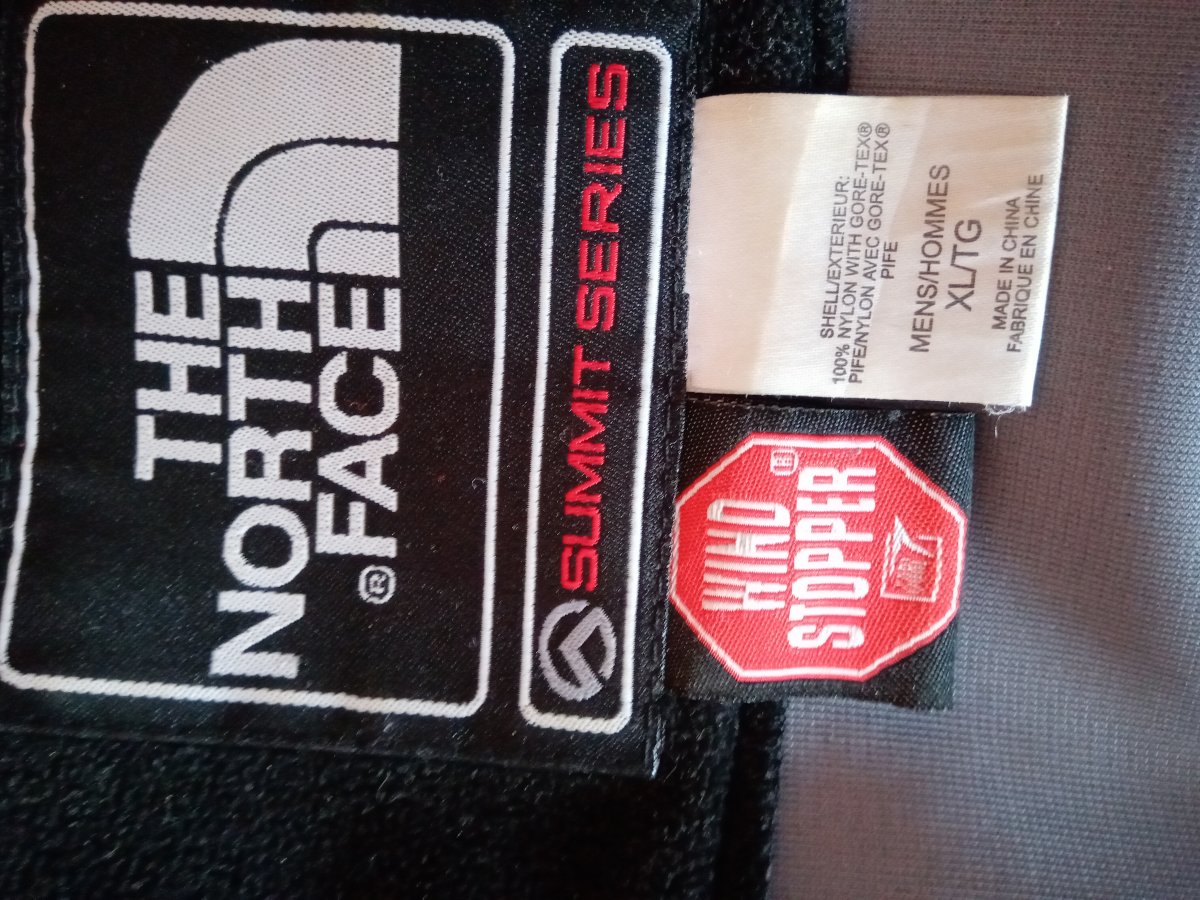 THE
NORTH
FACE
®
SUMMIT SERIES
SHELL/EXTERIEUR:
100% NYLON WITH GORE-TEX®
PIFE/NYLON AVEC GORE-TEX®
PIFE
MENS/HOMMES
XL/TG
MADE IN CHINA
FABRIQUE EN CHINE
WIND ®
STOPPER